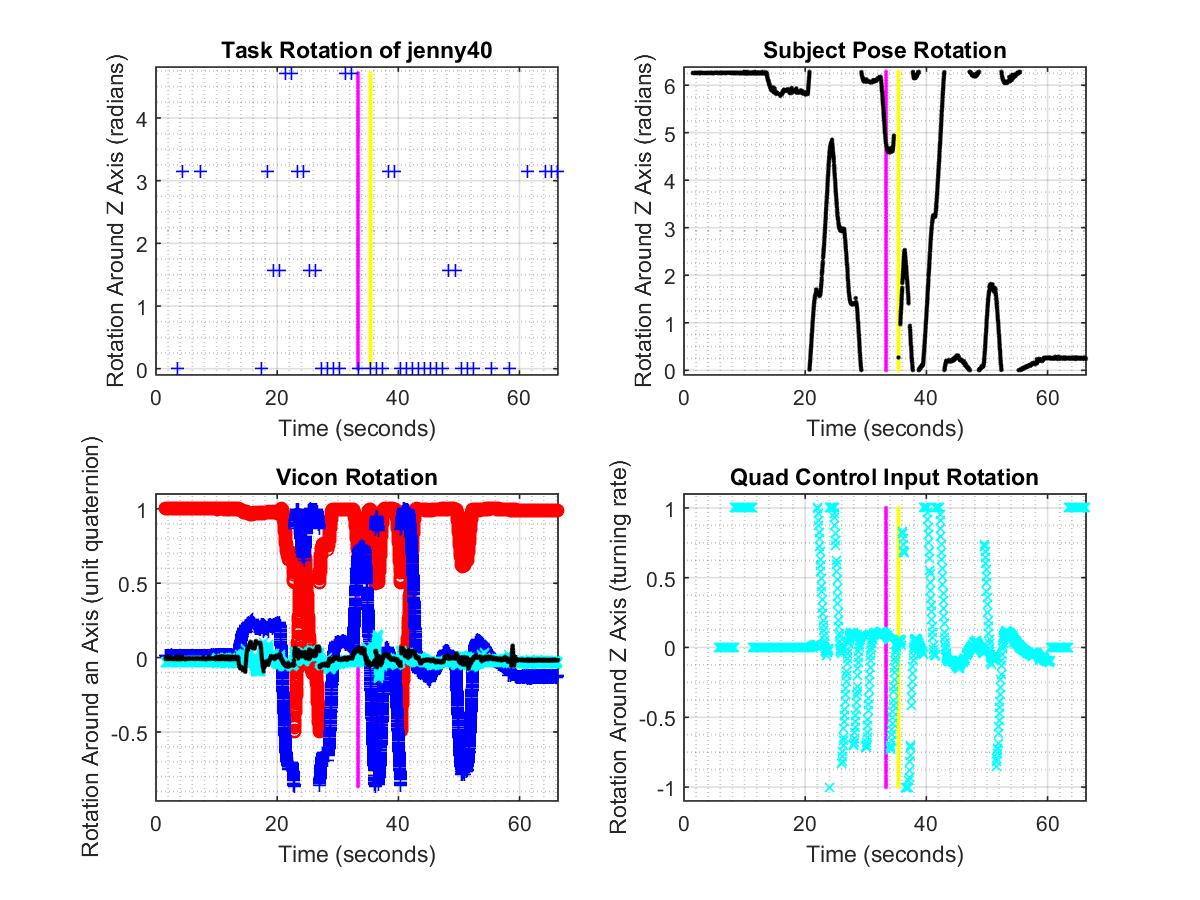 Task Rotation of jenny40
Rotation Around Z Axis (radians)
4
3
2
1
0
0 20 40 60
Time (seconds)
Subject Pose Rotation
Rotation Around Z Axis (radians)
6
5
4
3
2
1
0
0 20 40 60
Time (seconds)
Vicon Rotation
Rotation Around an Axis (unit quaternion)
1
0.5
0
-0.5
0 20 40 60
Time (seconds)
Quad Control Input Rotation
Rotation Around Z Axis (turning rate)
1
0.5
0
-0.5
-1
0 20 40 60
Time (seconds)